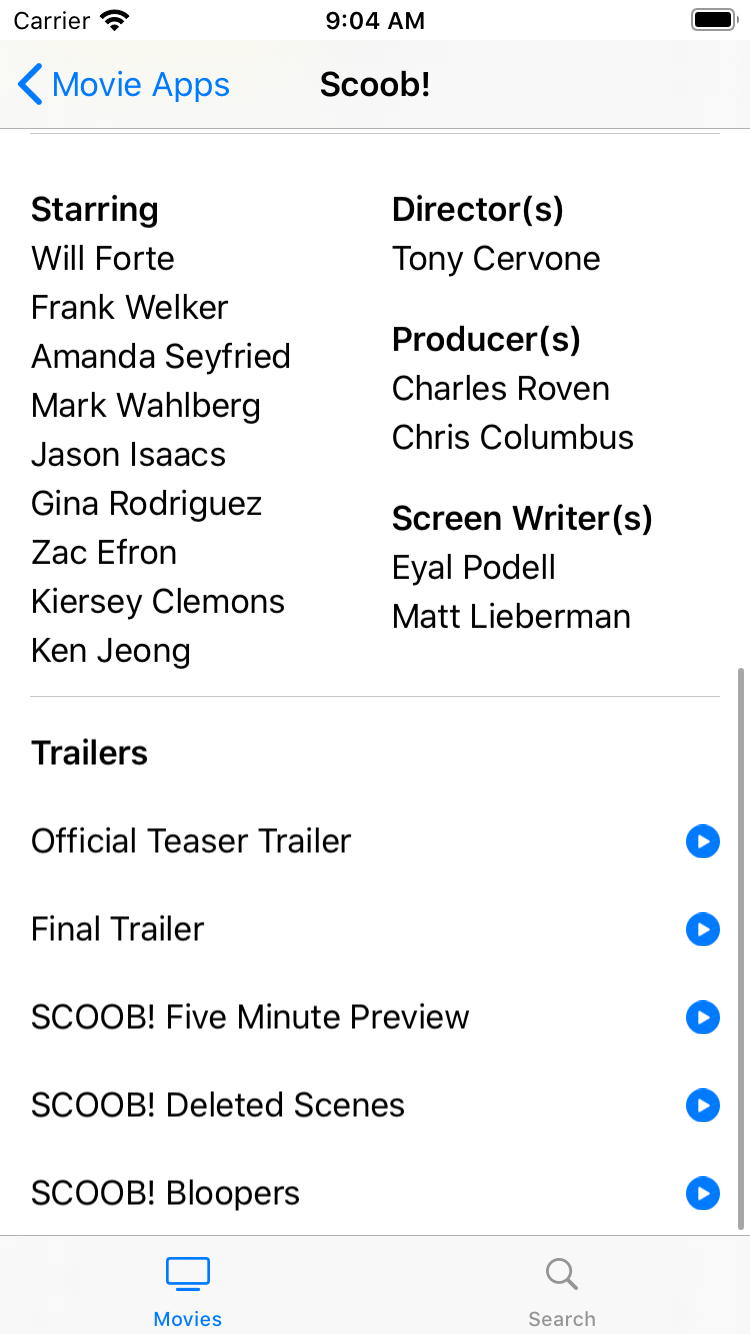 Carrier 9:04 AM
Movie Apps Scoob!
Starring
Will Forte
Frank Welker
Amanda Seyfried
Mark Wahlberg
Jason Isaacs
Gina Rodriguez
Zac Efron
Kiersey Clemons
Ken Jeong
Director(s)
Tony Cervone
Producer(s)
Charles Roven
Chris Columbus
Screen Writer(s)
Eyal Podell
Matt Lieberman
Trailers
Official Teaser Trailer
Final Trailer
SCOOB! Five Minute Preview
SCOOB! Deleted Scenes
SCOOB! Bloopers
Movies Search